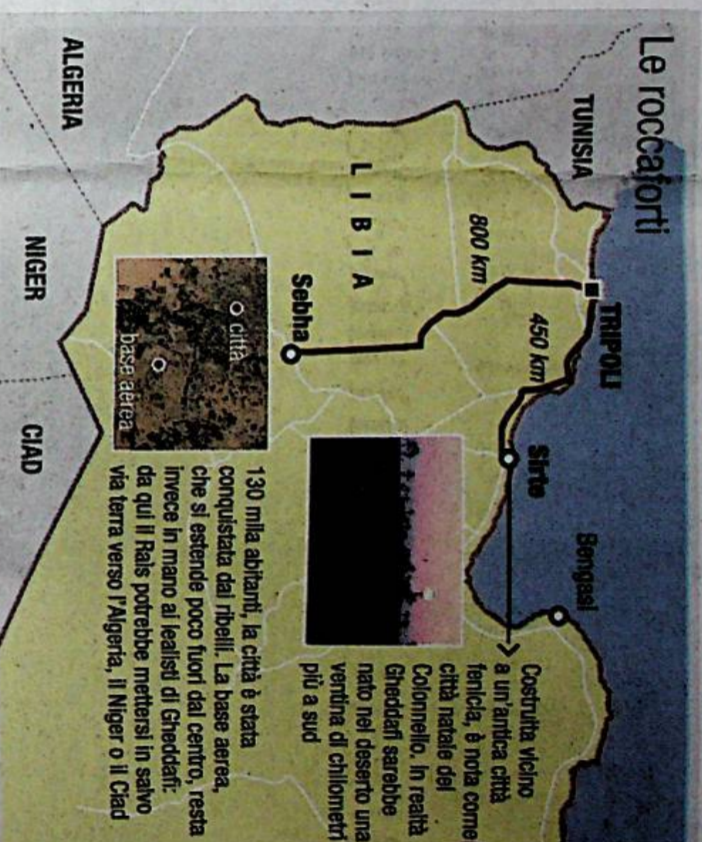 Le roccaforti
TUNISIA
TRIPOLI
Bengasi
Sirte
450 km
800 km
LIBIA
Sebha
ALGERIA
NIGER
CIAD
città
base aerea
Costruita vicino
a un'antica città
fenicia, è nota come
città natale del
Colonnello. In realtà
Gheddafi sarebbe
nato nel deserto una
ventina di chilometri
più a sud
130 mila abitanti, la città è stata
conquistata dai ribelli. La base aerea,
che si estende poco fuori dal centro, resta
invece in mano ai lealisti di Gheddafi:
da qui il Raìs potrebbe mettersi in salvo
via terra verso l'Algeria, il Niger o il Ciad